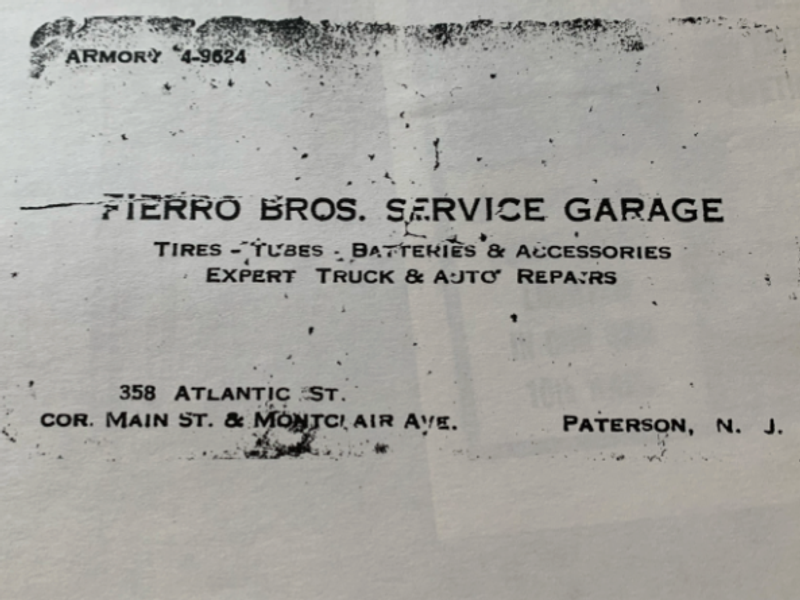 ARMORY 4-9624
FIERRO BROS. SERVICE GARAGE
TIRES - TUBES - BATTERIES & ACCESSORIES
EXPERT TRUCK & AUTO REPAIRS
358 ATLANTIC ST.
COR. MAIN ST. & MONTCLAIR AVE. PATERSON, N. J.